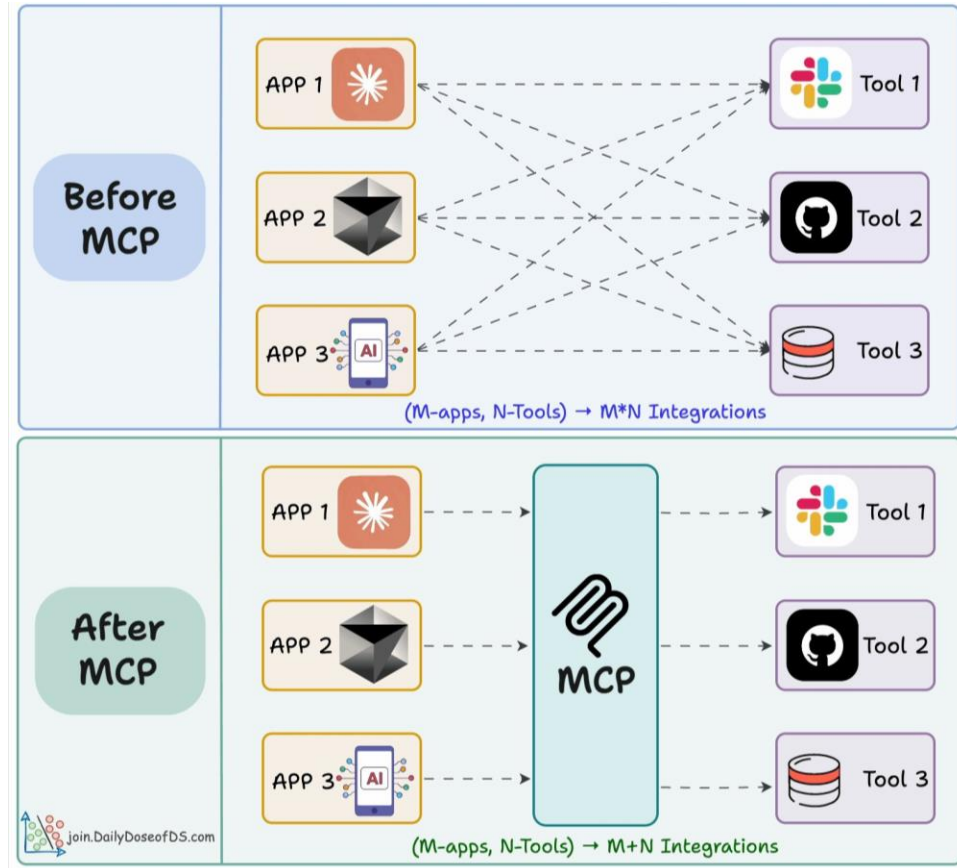 APP 1
Tool 1
Before
MCP
APP 2
Tool 2
APP 3
AI
Tool 3
(M-apps, N-Tools) → M*N Integrations
APP 1
Tool 1
After
MCP
APP 2
MCP
Tool 2
APP 3
AI
Tool 3
join.DailyDoseofDS.com
(M-apps, N-Tools) → M+N Integrations